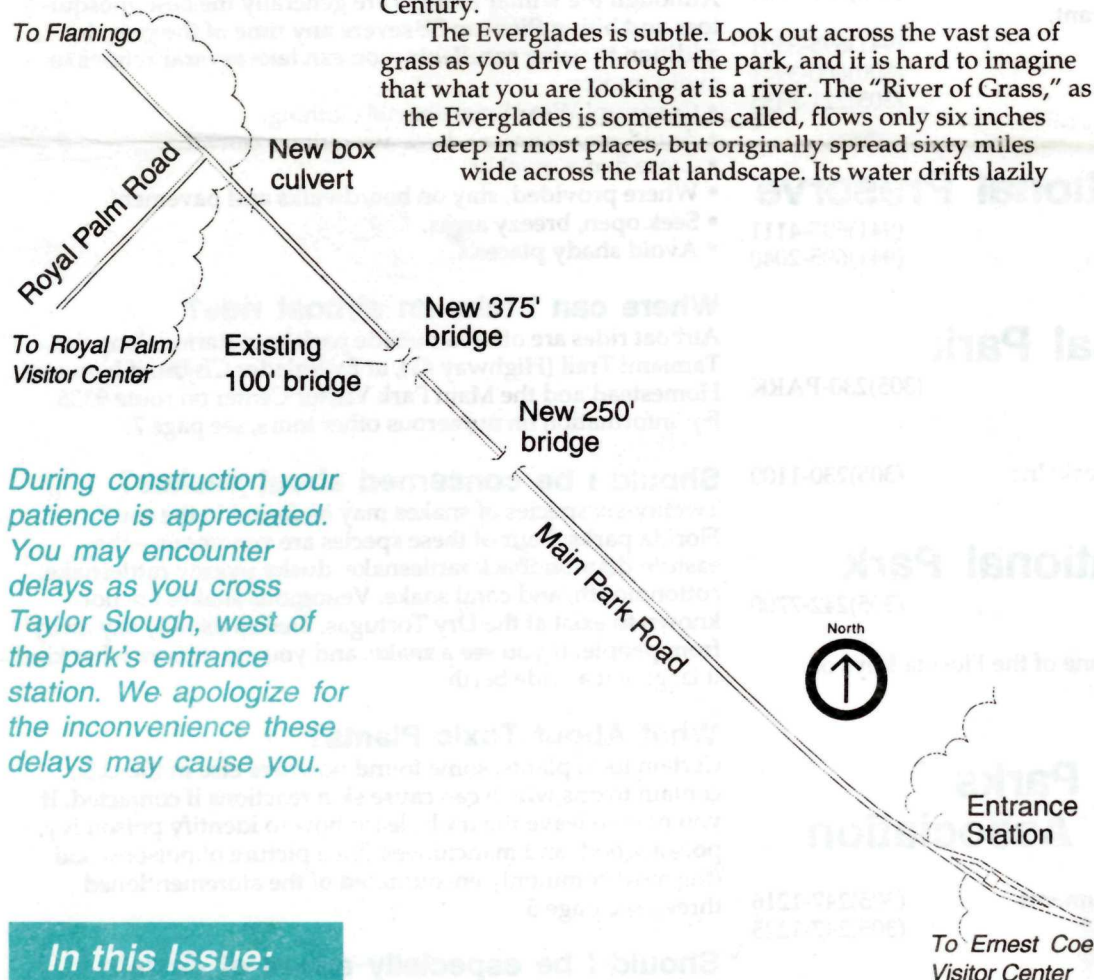 Century.
The Everglades is subtle. Look out across the vast sea of
grass as you drive through the park, and it is hard to imagine
that what you are looking at is a river. The "River of Grass," as
the Everglades is sometimes called, flows only six inches
deep in most places, but originally spread sixty miles
wide across the flat landscape. Its water drifts lazily
To Flamingo
New box
culvert
Royal Palm Road
To Royal Palm
Visitor Center
Existing
100' bridge
New 375'
bridge
New 250'
bridge
Main Park Road
North
Entrance
Station
To Ernest Coe
Visitor Center
During construction your
patience is appreciated.
You may encounter
delays as you cross
Taylor Slough, west of
the park's entrance
station. We apologize for
the inconvenience these
delays may cause you.
In this Issue: